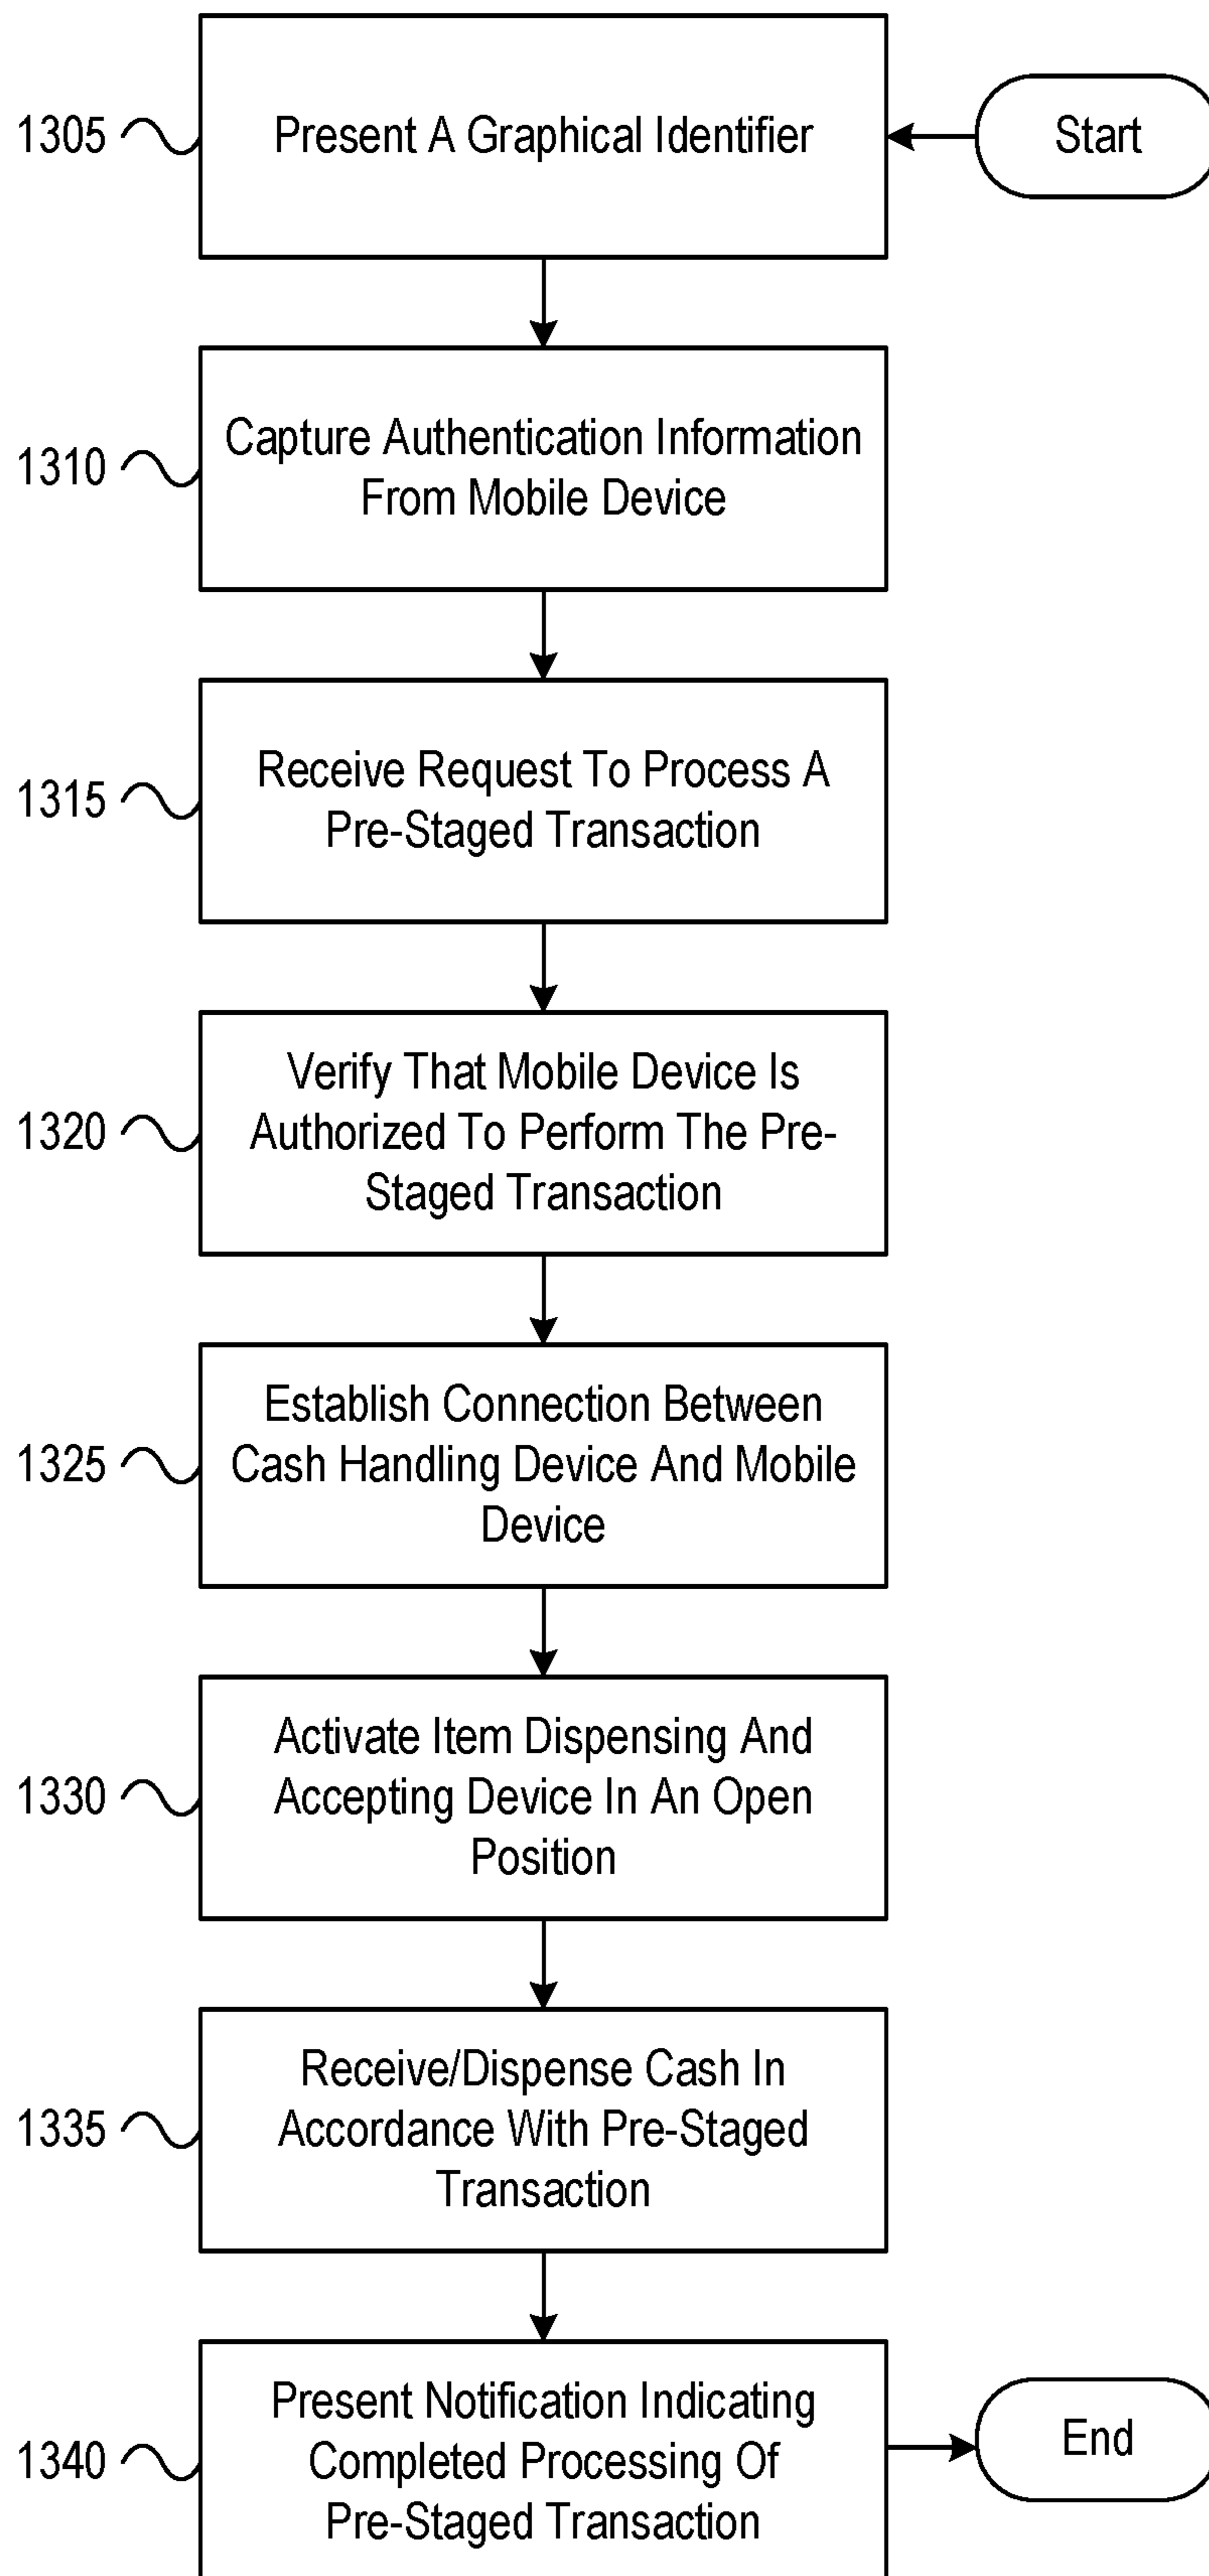 Start
1305
Present A Graphical Identifier
1310
Capture Authentication Information
From Mobile Device
1315
Receive Request To Process A
Pre-Staged Transaction
1320
Verify That Mobile Device Is
Authorized To Perform The Pre-
Staged Transaction
1325
Establish Connection Between
Cash Handling Device And Mobile
Device
1330
Activate Item Dispensing And
Accepting Device In An Open
Position
1335
Receive/Dispense Cash In
Accordance With Pre-Staged
Transaction
1340
Present Notification Indicating
Completed Processing Of
Pre-Staged Transaction
End